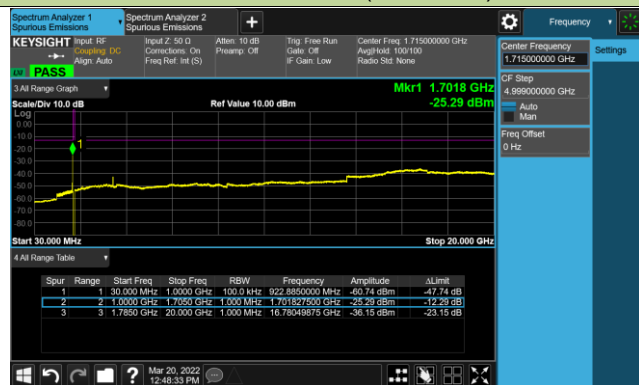 Spectrum Analyzer 1
Spurious Emissions
Spectrum Analyzer 2
Spurious Emissions
Frequency
KEYSIGHT
Input: RF
Coupling: DC
Align: Auto
Input Z: 50 Ω
Corrections: On
Freq Ref: Int (S)
Atten: 10 dB
Preamp: Off
Trig: Free Run
Gate: Off
IF Gain: Low
Center Freq: 1.715000000 GHz
Avg|Hold: 100/100
Radio Std: None
PASS
Center Frequency
1.715000000 GHz
Settings
CF Step
4.999000000 GHz
Auto
Man
Freq Offset
0 Hz
3 All Range Graph
Mkr1 1.7018 GHz
Scale/Div 10.0 dB
Ref Value 10.00 dBm
-25.29 dBm
Log
0.00
-10.0
-20.0
-30.0
-40.0
-50.0
-60.0
-70.0
-80.0
1
Start 30.000 MHz
Stop 20.000 GHz
4 All Range Table
Spur Range Start Freq Stop Freq RBW Frequency Amplitude ΔLimit
1 1 30.000 MHz 1.0000 GHz 100.0 kHz 922.8850000 MHz -60.74 dBm -47.74 dB
2 2 1.0000 GHz 1.7050 GHz 1.000 MHz 1.701827500 GHz -25.29 dBm -12.29 dB
3 3 1.7850 GHz 20.000 GHz 1.000 MHz 16.78049875 GHz -36.15 dBm -23.15 dB
Mar 20, 2022
12:48:33 PM